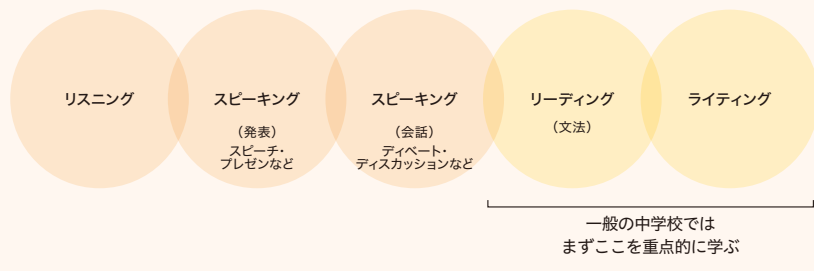 リスニング
スピーキング
（発表）
スピーチ・
プレゼンなど
スピーキング
（会話）
ディベート・
ディスカッションなど
リーディング
（文法）
ライティング
一般の中学校では
まずここを重点的に学ぶ